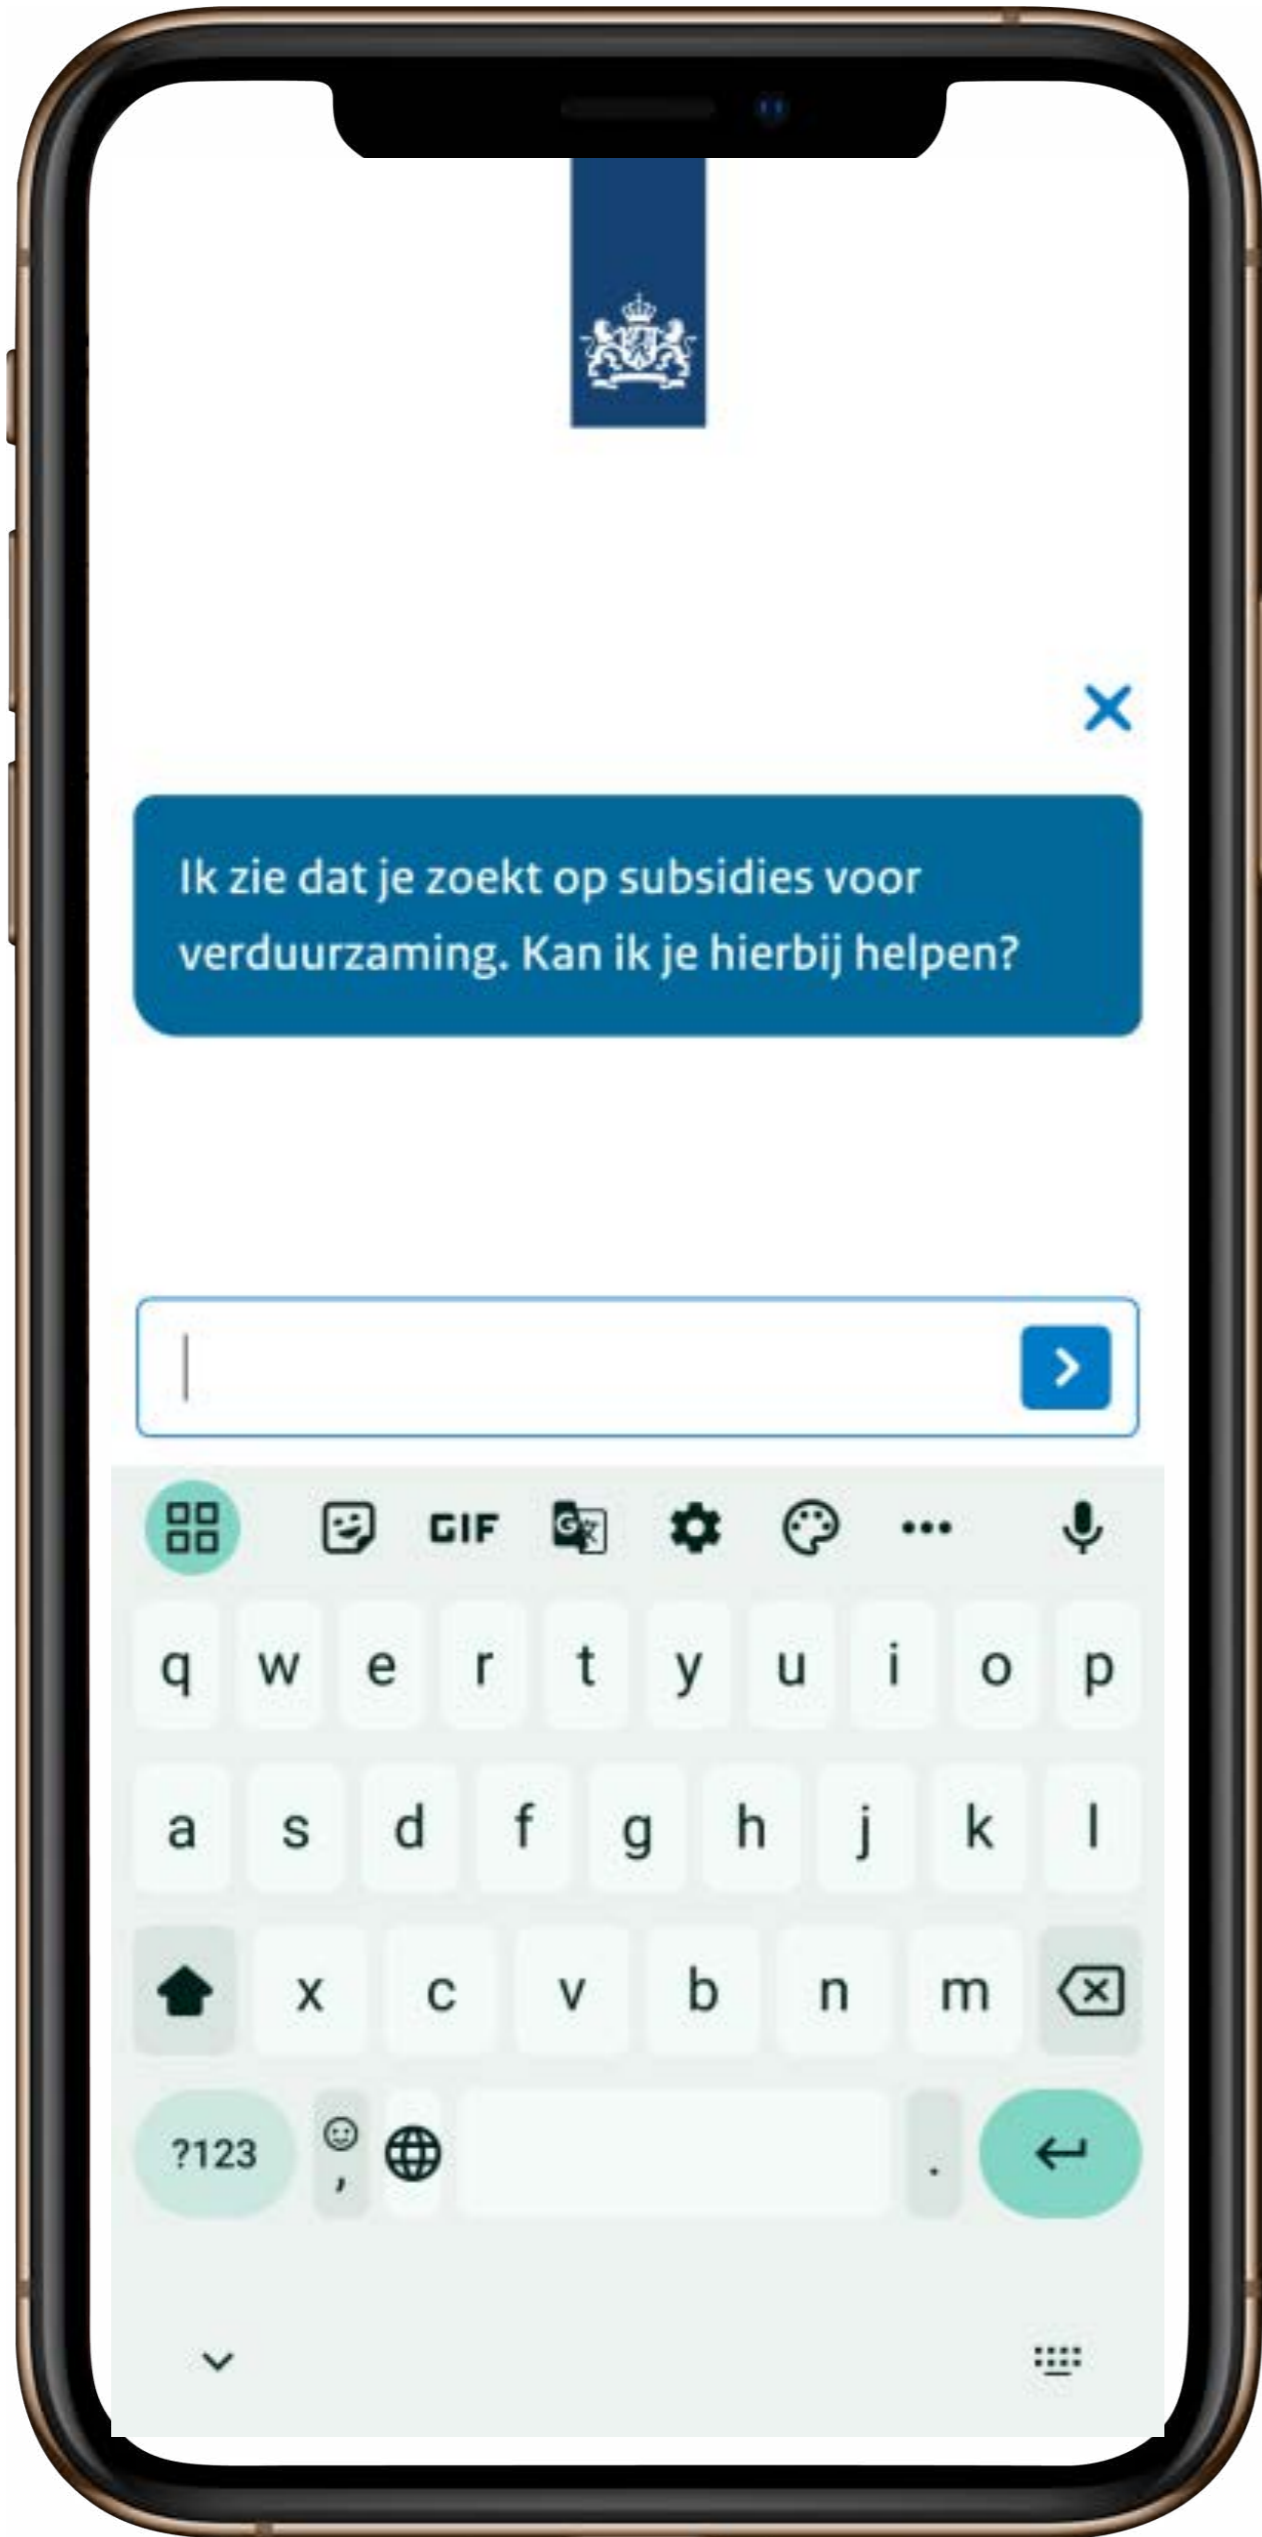 Ik zie dat je zoekt op subsidies voor
verduurzaming. Kan ik je hierbij helpen?
GIF
q w e r t y u i o p
a s d f g h j k l
x c v b n m
?123 , .